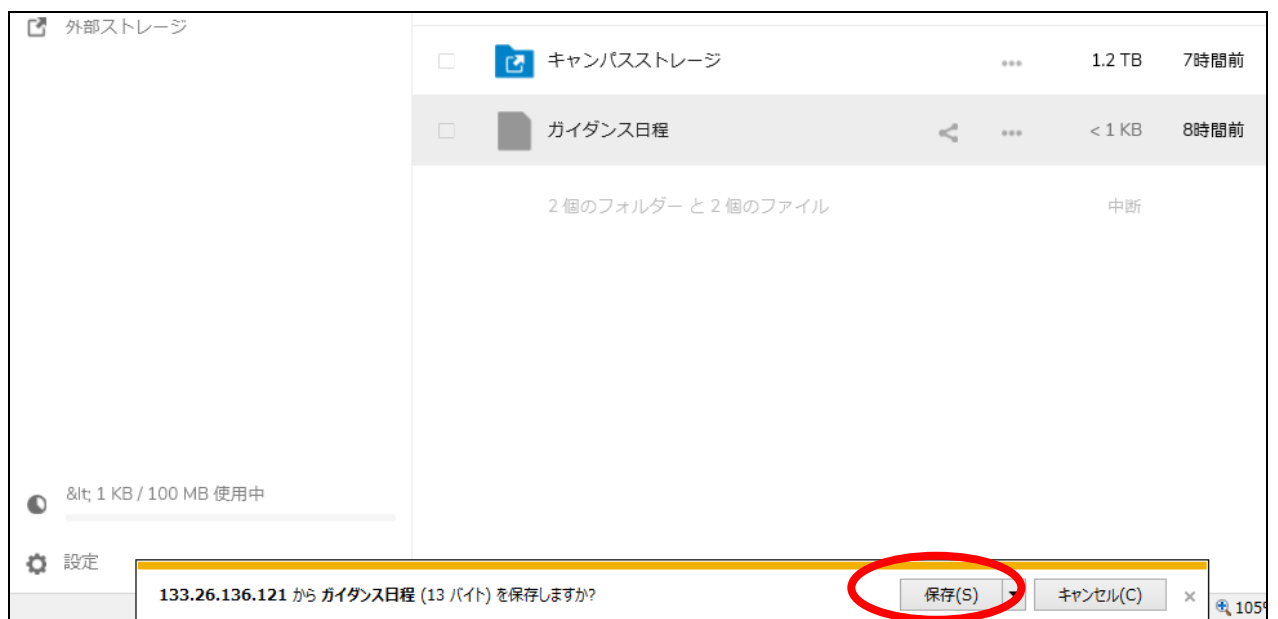 外部ストレージ
キャンパスストレージ ••• 1.2 TB 7時間前
ガイダンス日程 ••• < 1 KB 8時間前
2 個のフォルダー と 2 個のファイル 中断
&lt; 1 KB / 100 MB 使用中
設定
133.26.136.121 から ガイダンス日程 (13 バイト) を保存しますか? 保存(S) キャンセル(C) ×
105%